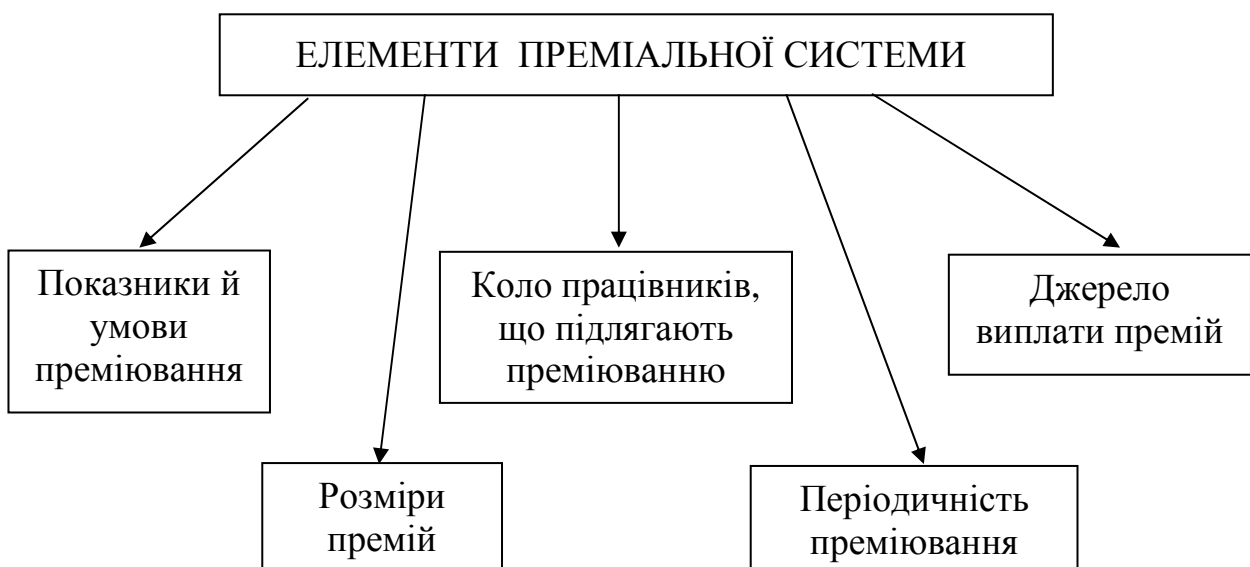 ЕЛЕМЕНТИ ПРЕМІАЛЬНОЇ СИСТЕМИ
Показники й
умови
преміювання
Коло працівників,
що підлягають
преміюванню
Джерело
виплати премій
Розміри
премій
Періодичність
преміювання